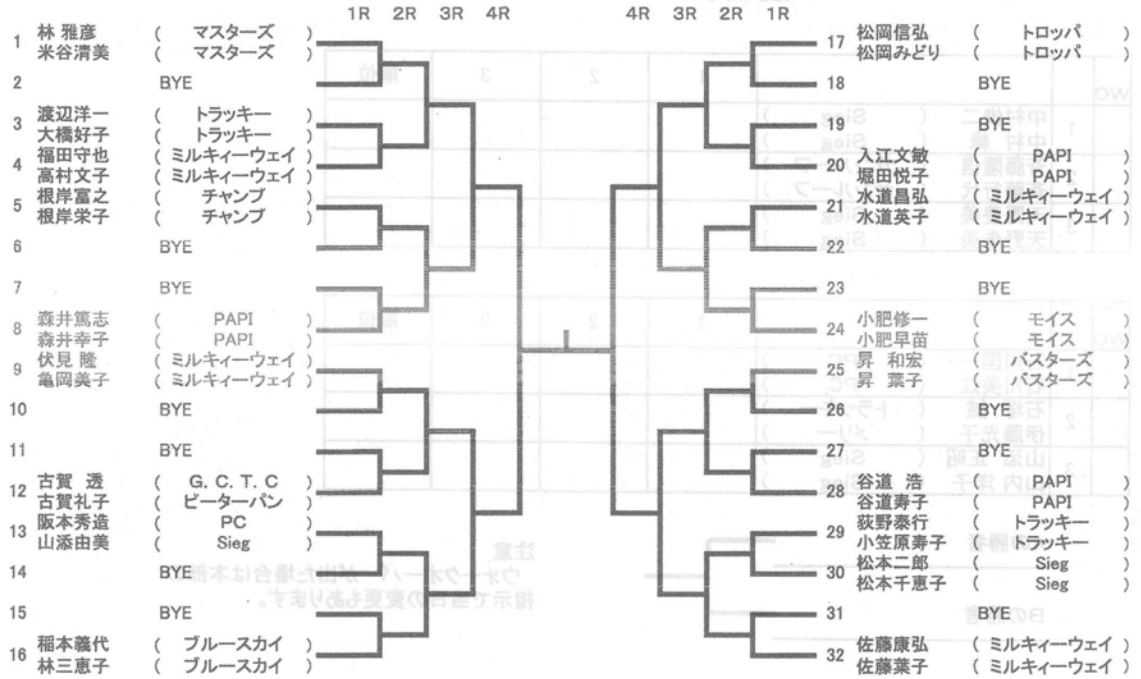 1R 2R 3R 4R 4R 3R 2R 1R
1 林 雅彦 ( マスターズ )
米谷清美 ( マスターズ )
2 BYE
3 渡辺洋一 ( トラッキー )
大橋好子 ( トラッキー )
4 福田守也 ( ミルキィーウェイ )
高村文子 ( ミルキィーウェイ )
5 根岸富之 ( チャンプ )
根岸栄子 ( チャンプ )
6 BYE
7 BYE
8 森井篤志 ( PAPI )
森井幸子 ( PAPI )
9 伏見 隆 ( ミルキィーウェイ )
亀岡美子 ( ミルキィーウェイ )
10 BYE
11 BYE
12 古賀 透 ( G. C. T. C )
古賀礼子 ( ピーターパン )
13 阪本秀造 ( PC )
山添由美 ( Sieg )
14 BYE
15 BYE
16 稲本義代 ( ブルースカイ )
林三恵子 ( ブルースカイ )
17 松岡信弘 ( トロッパ )
松岡みどり ( トロッパ )
18 BYE
19 BYE
20 入江文敏 ( PAPI )
堀田悦子 ( PAPI )
21 水道昌弘 ( ミルキィーウェイ )
水道英子 ( ミルキィーウェイ )
22 BYE
23 BYE
24 小肥修一 ( モイス )
小肥早苗 ( モイス )
25 昇 和宏 ( バスターズ )
昇 葉子 ( バスターズ )
26 BYE
27 BYE
28 谷道 浩 ( PAPI )
谷道寿子 ( PAPI )
29 荻野泰行 ( トラッキー )
小笠原寿子 ( トラッキー )
30 松本二郎 ( Sieg )
松本千恵子 ( Sieg )
31 BYE
32 佐藤康弘 ( ミルキィーウェイ )
佐藤葉子 ( ミルキィーウェイ )